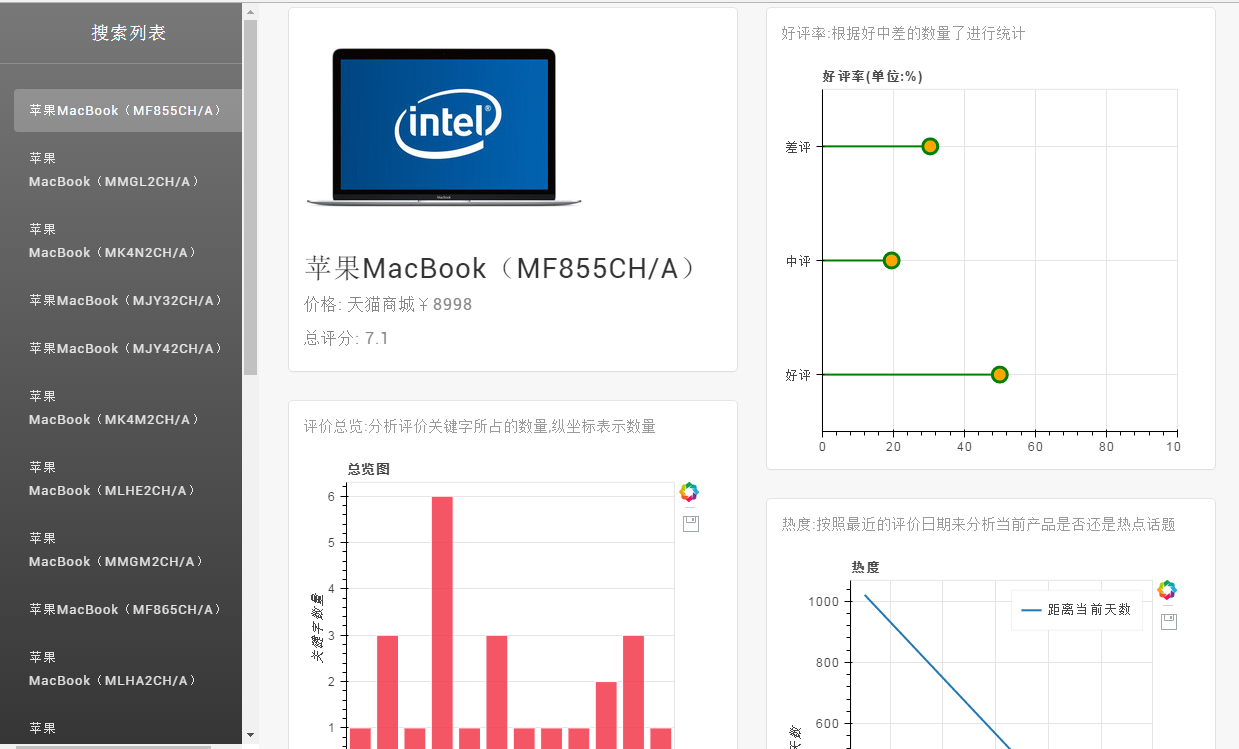 搜索列表
苹果MacBook（MF855CH/A）
苹果
MacBook（MMGL2CH/A）
苹果
MacBook（MK4N2CH/A）
苹果MacBook（MJY32CH/A）
苹果MacBook（MJY42CH/A）
苹果
MacBook（MK4M2CH/A）
苹果
MacBook（MLHE2CH/A）
苹果
MacBook（MMGM2CH/A）
苹果MacBook（MF865CH/A）
苹果
MacBook（MLHA2CH/A）
苹果
intel®
MacBook
苹果MacBook（MF855CH/A）
价格: 天猫商城￥8998
总评分: 7.1
评价总览:分析评价关键字所占的数量,纵坐标表示数量
总览图
关键字数量
6
5
4
3
2
1
好评率:根据好中差的数量了进行统计
好评率(单位:%)
差评
中评
好评
0 20 40 60 80 10
热度:按照最近的评价日期来分析当前产品是否还是热点话题
热度
距离当前天数
1000
800
600
天数